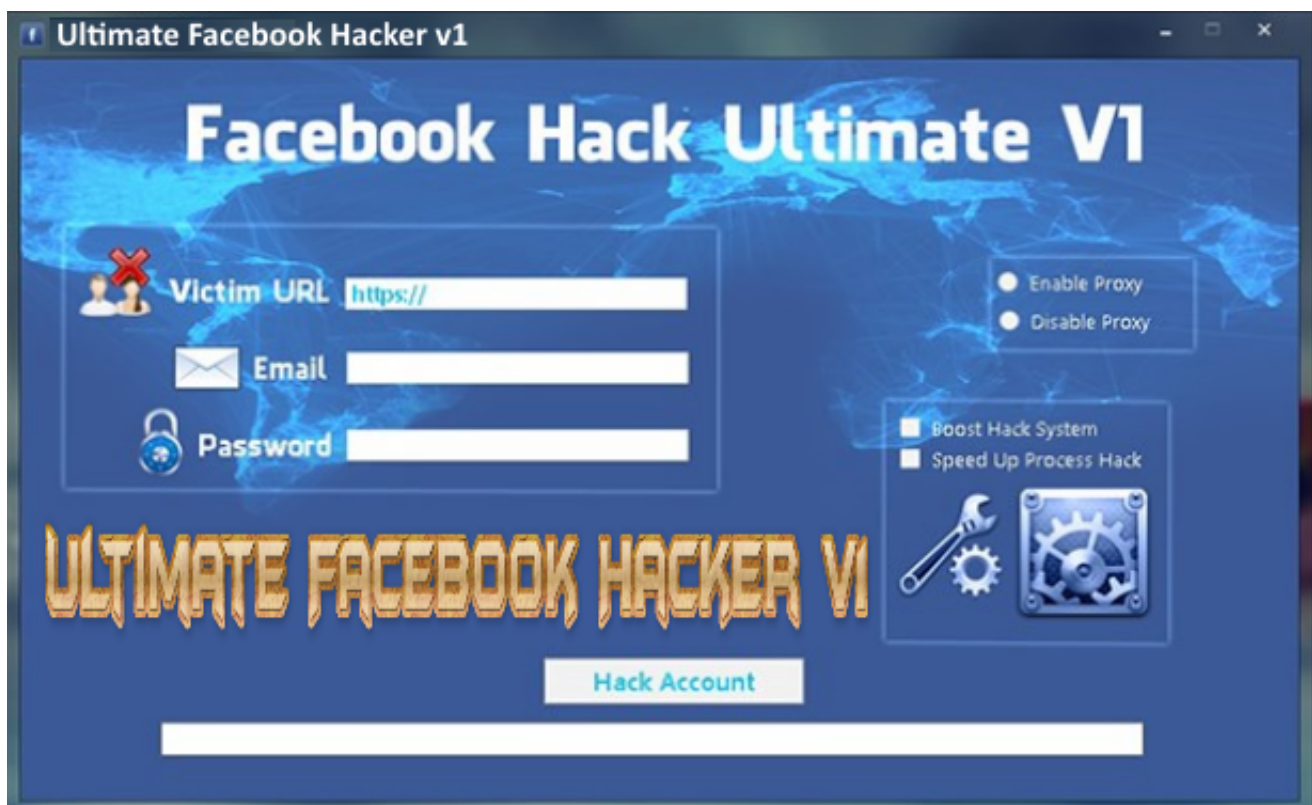 Ultimate Facebook Hacker v1
Facebook Hack Ultimate V1
Victim URL https://
Email
Password
Enable Proxy
Disable Proxy
Boost Hack System
Speed Up Process Hack
ULTIMATE FACEBOOK HACKER V1
Hack Account